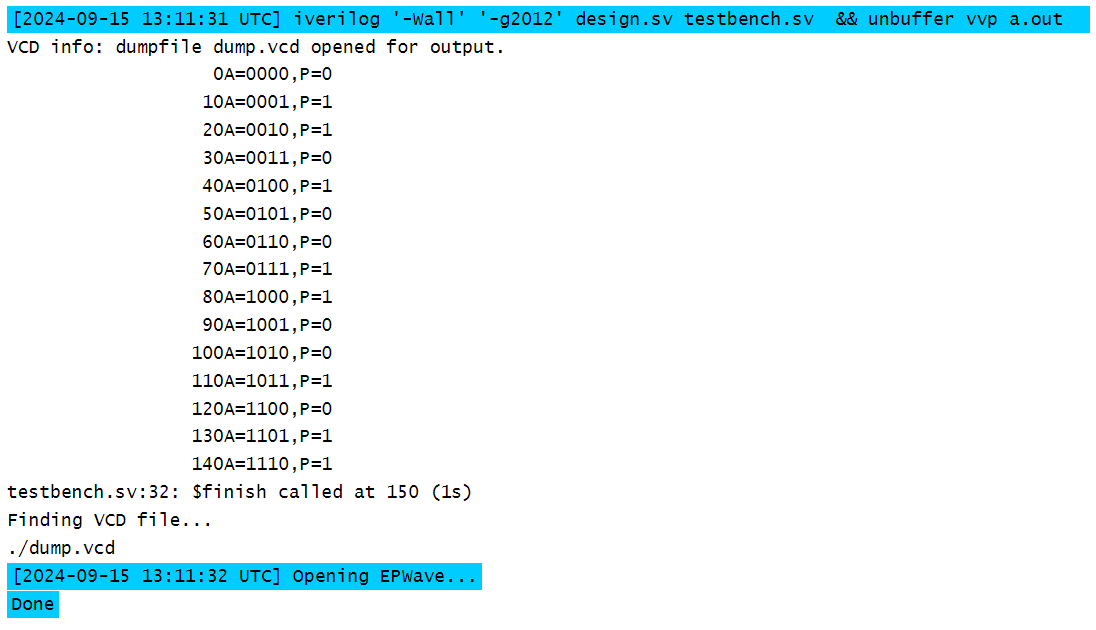 [2024-09-15 13:11:31 UTC] iverilog '-Wall' '-g2012' design.sv testbench.sv  && unbuffer vvp a.out
VCD info: dumpfile dump.vcd opened for output.
                   0A=0000,P=0
                  10A=0001,P=1
                  20A=0010,P=1
                  30A=0011,P=0
                  40A=0100,P=1
                  50A=0101,P=0
                  60A=0110,P=0
                  70A=0111,P=1
                  80A=1000,P=1
                  90A=1001,P=0
                 100A=1010,P=0
                 110A=1011,P=1
                 120A=1100,P=0
                 130A=1101,P=1
                 140A=1110,P=1
testbench.sv:32: $finish called at 150 (1s)
Finding VCD file...
./dump.vcd
[2024-09-15 13:11:32 UTC] Opening EPWave...
Done